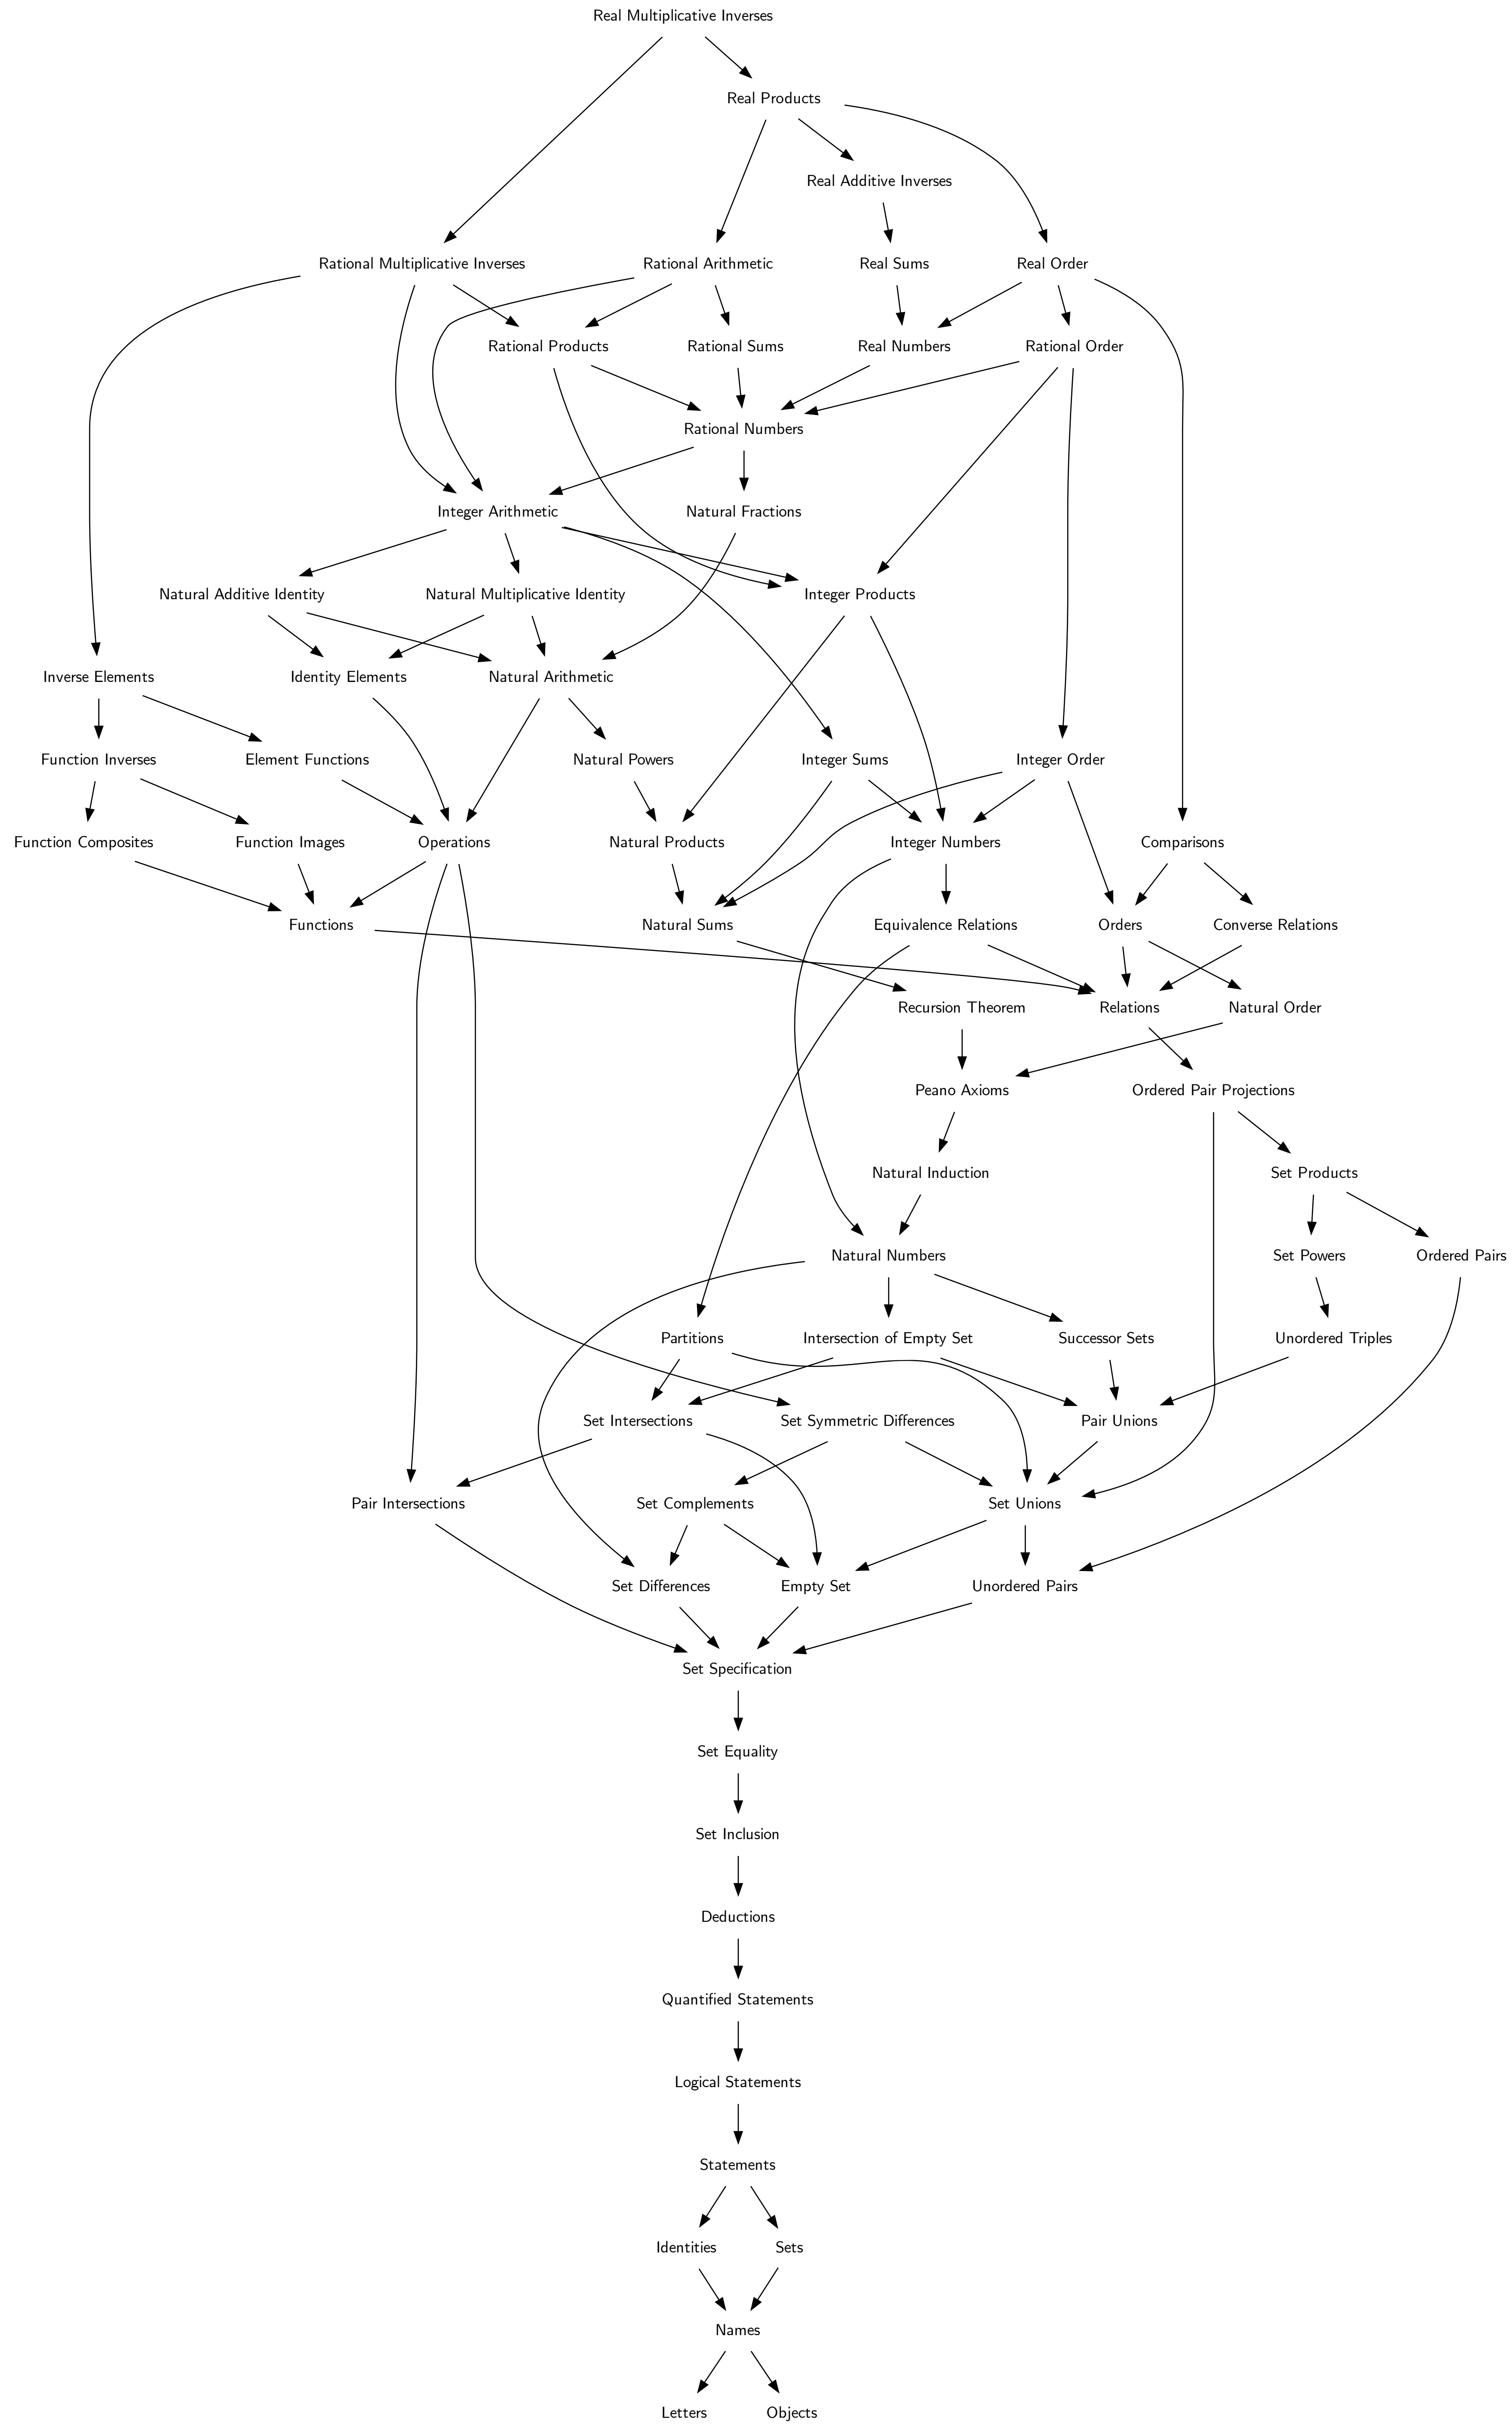 Real Multiplicative Inverses
Real Products
Real Additive Inverses
Rational Multiplicative Inverses
Rational Arithmetic
Real Sums
Real Order
Rational Products
Rational Sums
Real Numbers
Rational Order
Rational Numbers
Integer Arithmetic
Natural Fractions
Natural Additive Identity
Natural Multiplicative Identity
Integer Products
Inverse Elements
Identity Elements
Natural Arithmetic
Function Inverses
Element Functions
Natural Powers
Integer Sums
Integer Order
Function Composites
Function Images
Operations
Natural Products
Integer Numbers
Comparisons
Functions
Natural Sums
Equivalence Relations
Orders
Converse Relations
Recursion Theorem
Relations
Natural Order
Peano Axioms
Ordered Pair Projections
Natural Induction
Set Products
Natural Numbers
Set Powers
Ordered Pairs
Partitions
Intersection of Empty Set
Successor Sets
Unordered Triples
Set Intersections
Set Symmetric Differences
Pair Unions
Pair Intersections
Set Complements
Set Unions
Set Differences
Empty Set
Unordered Pairs
Set Specification
Set Equality
Set Inclusion
Deductions
Quantified Statements
Logical Statements
Statements
Identities
Sets
Names
Letters
Objects